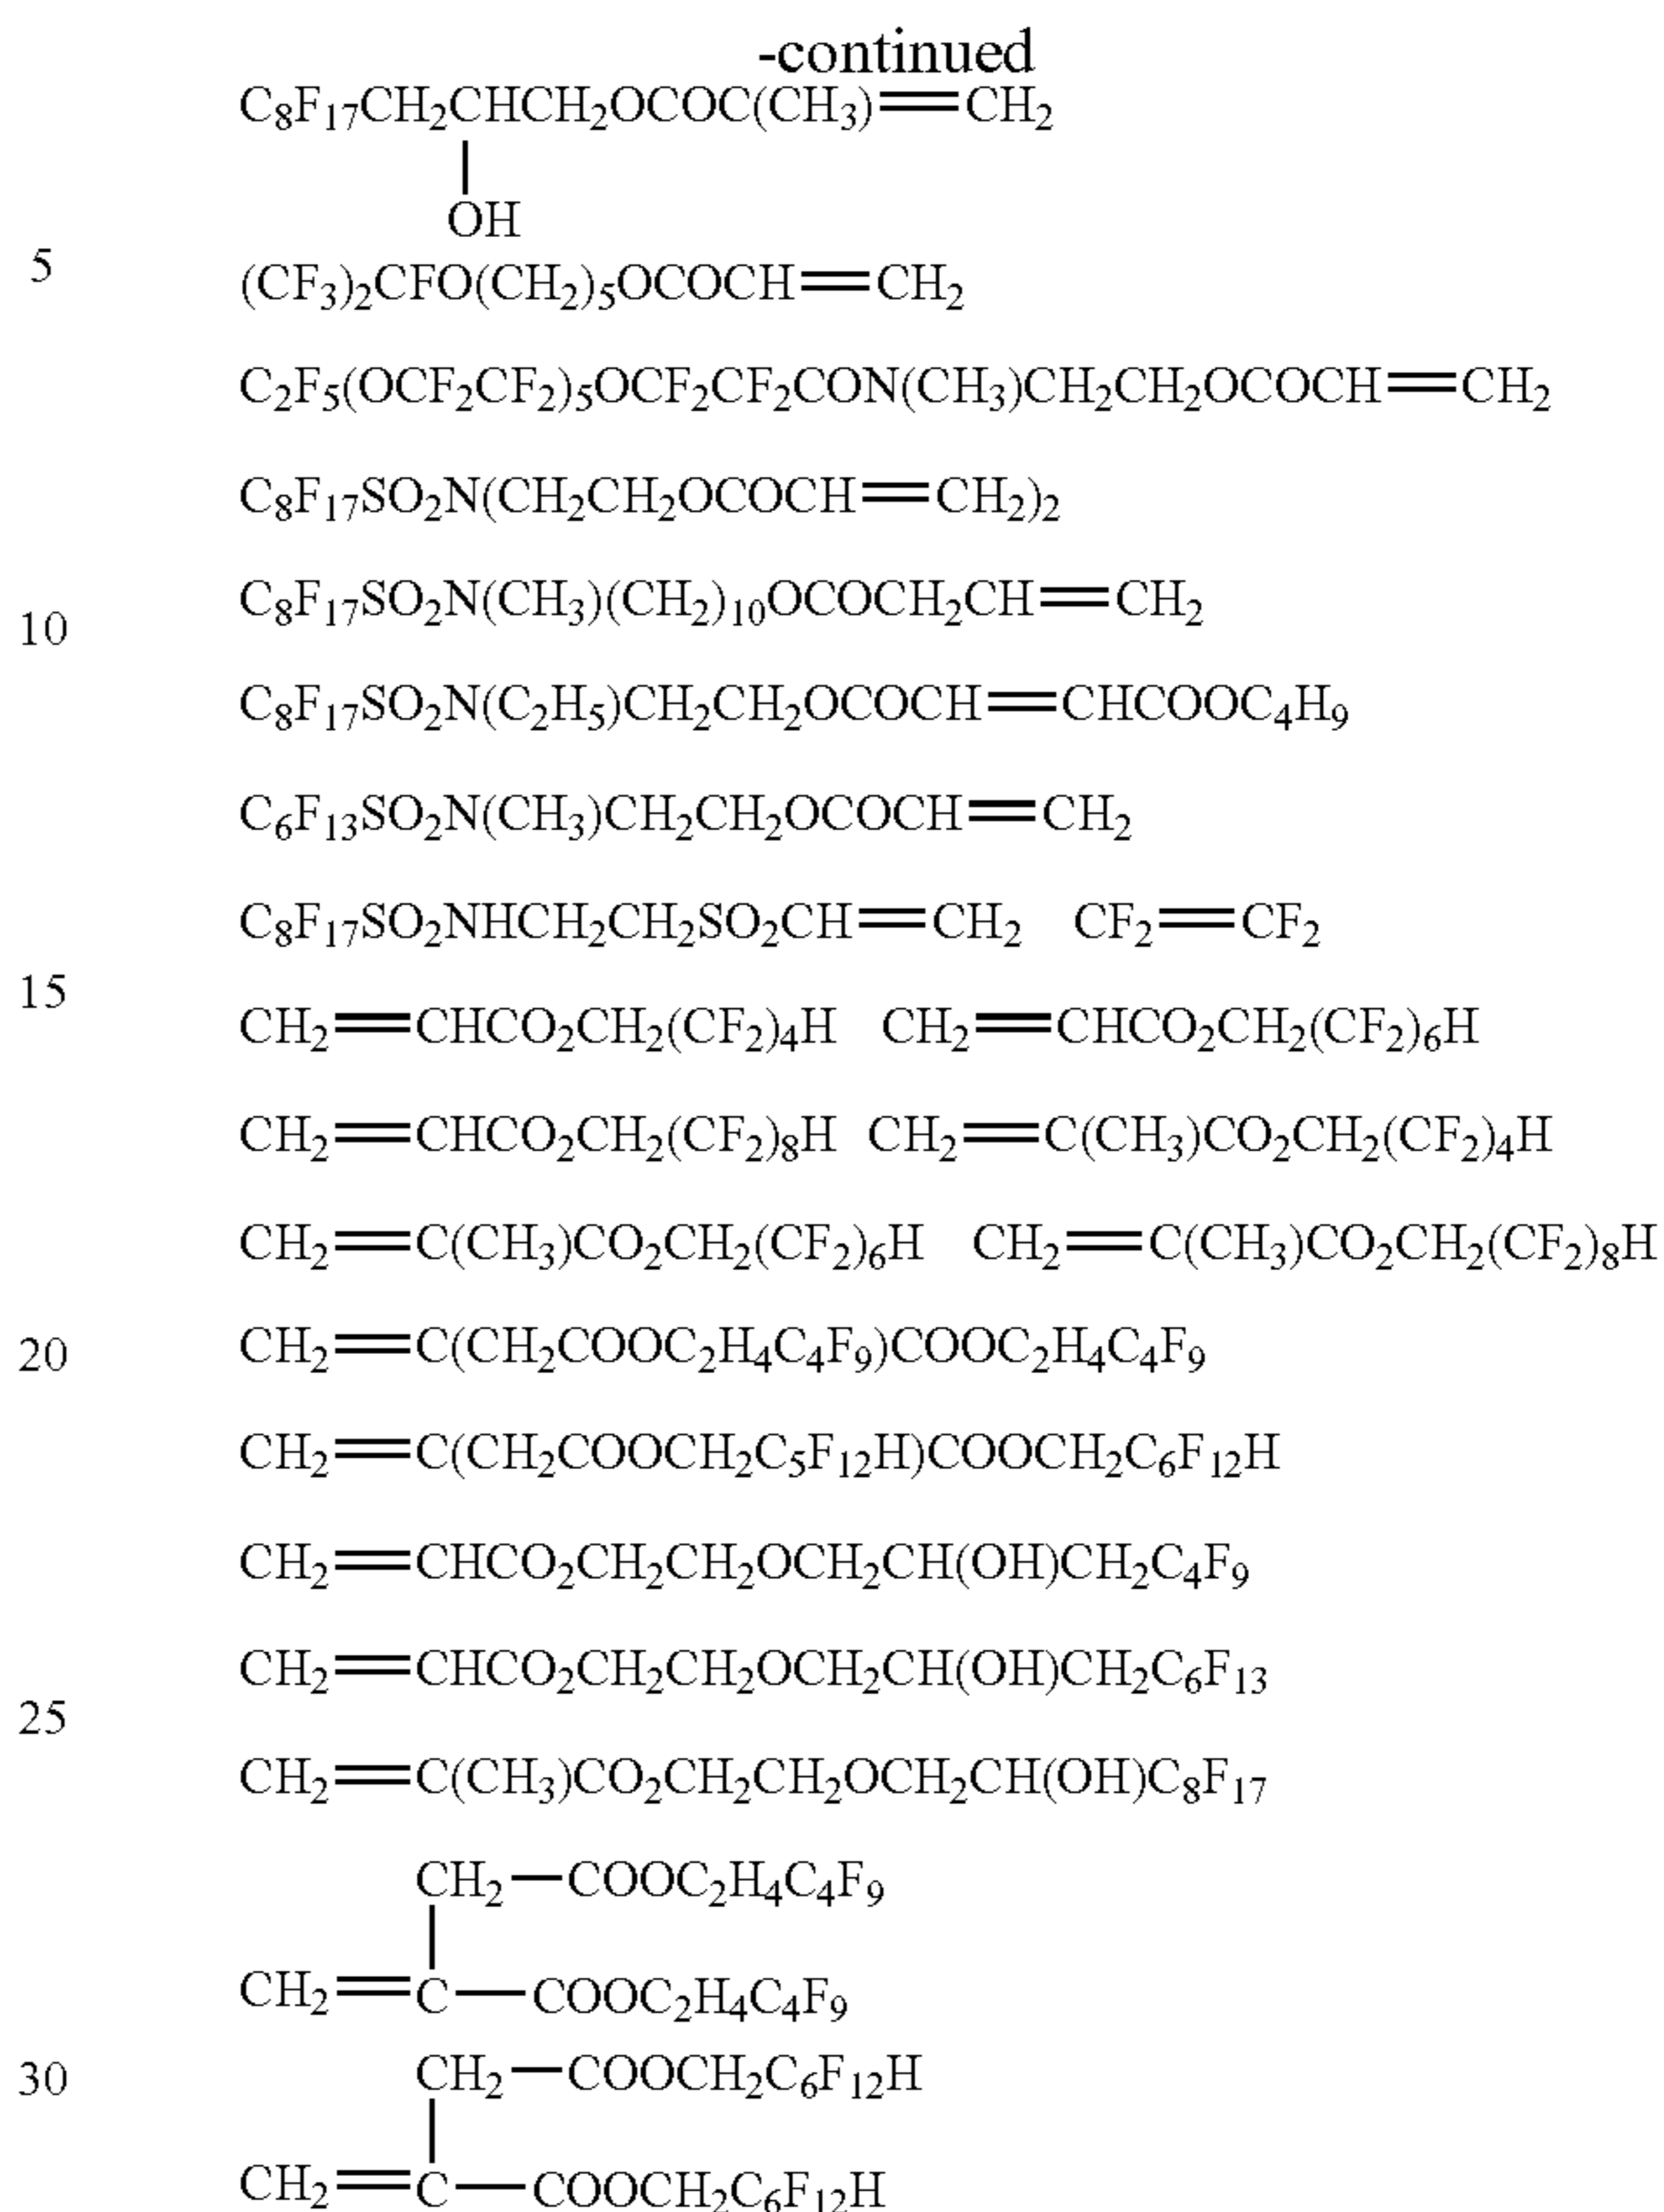 -continued
C8F17CH2CHCH2OCOC(CH3)=CH2
OH
5
(CF3)2CFO(CH2)5OCOCH=CH2
C2F5(OCF2CF2)5OCF2CF2CON(CH3)CH2CH2OCOCH=CH2
C8F17SO2N(CH2CH2OCOCH=CH2)2
C8F17SO2N(CH3)(CH2)10OCOCH2CH=CH2
10
C8F17SO2N(C2H5)CH2CH2OCOCH=CHCOOC4H9
C6F13SO2N(CH3)CH2CH2OCOCH=CH2
C8F17SO2NHCH2CH2SO2CH=CH2 CF2=CF2
15
CH2=CHCO2CH2(CF2)4H CH2=CHCO2CH2(CF2)6H
CH2=CHCO2CH2(CF2)8H CH2=C(CH3)CO2CH2(CF2)4H
CH2=C(CH3)CO2CH2(CF2)6H CH2=C(CH3)CO2CH2(CF2)8H
20 CH2=C(CH2COOC2H4C4F9)COOC2H4C4F9
CH2=C(CH2COOCH2C5F12H)COOCH2C6F12H
CH2=CHCO2CH2CH2OCH2CH(OH)CH2C4F9
CH2=CHCO2CH2CH2OCH2CH(OH)CH2C6F13
25
CH2=C(CH3)CO2CH2CH2OCH2CH(OH)C8F17
CH2—COOC2H4C4F9
CH2=C—COOC2H4C4F9
30 CH2—COOCH2C6F12H
CH2=C—COOCH2C6F12H